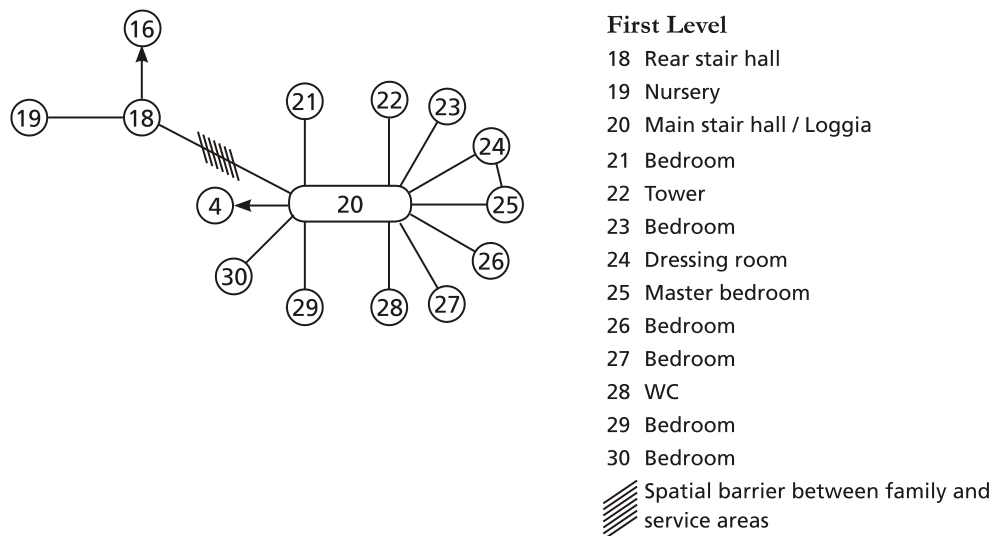 16
19
18
21
22
23
24
4
20
25
30
26
29
28
27
First Level
18 Rear stair hall
19 Nursery
20 Main stair hall / Loggia
21 Bedroom
22 Tower
23 Bedroom
24 Dressing room
25 Master bedroom
26 Bedroom
27 Bedroom
28 WC
29 Bedroom
30 Bedroom
Spatial barrier between family and
service areas